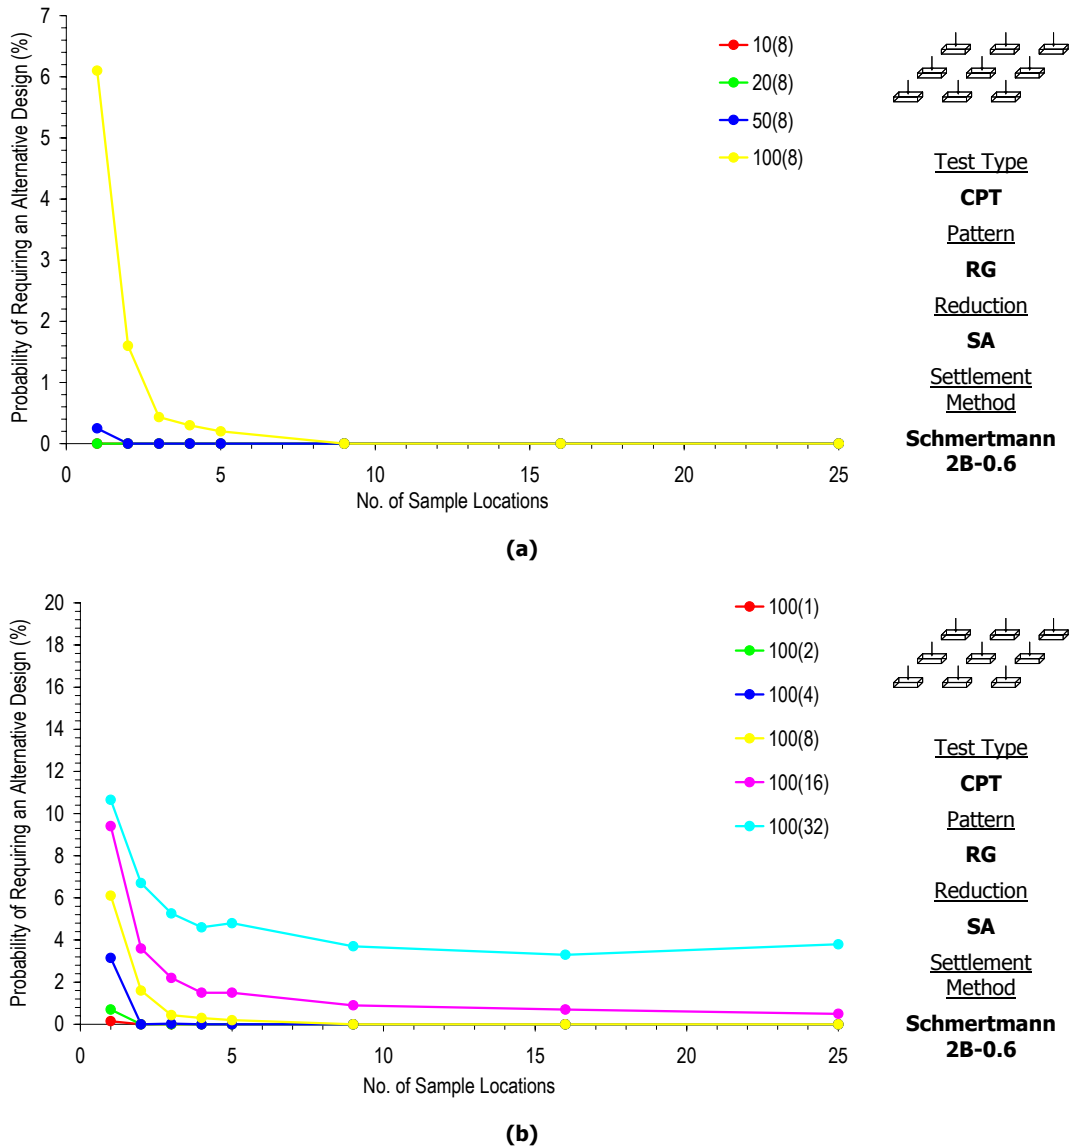 Probability of Requiring an Alternative Design (%)
7
6
5
4
3
2
1
0
0 5 10 15 20 25
No. of Sample Locations
10(8)
20(8)
50(8)
100(8)
Test Type
CPT
Pattern
RG
Reduction
SA
Settlement
Method
Schmertmann
2B-0.6
(a)
Probability of Requiring an Alternative Design (%)
20
18
16
14
12
10
8
6
4
2
0
0 5 10 15 20 25
No. of Sample Locations
100(1)
100(2)
100(4)
100(8)
100(16)
100(32)
Test Type
CPT
Pattern
RG
Reduction
SA
Settlement
Method
Schmertmann
2B-0.6
(b)